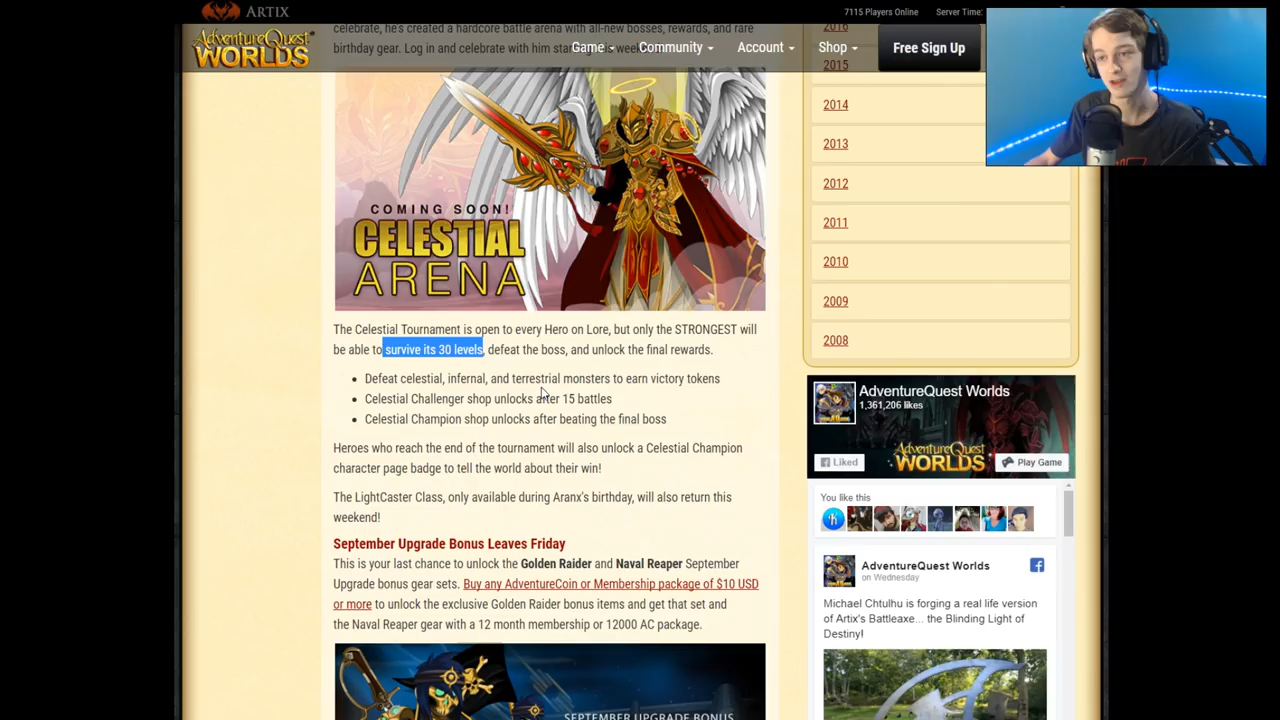 ARTIX
7115 Players Online
Server Time:
AdventureQuest
WORLDS
Game
Community
Account
Shop
Free Sign Up
celebrate, he's created a hardcore battle arena with all-new bosses, rewards, and rare
birthday gear. Log in and celebrate with him
COMING SOON!
CELESTIAL
ARENA
The Celestial Tournament is open to every Hero on Lore, but only the STRONGEST will
be able to survive its 30 levels, defeat the boss, and unlock the final rewards.
Defeat celestial, infernal, and terrestrial monsters to earn victory tokens
Celestial Challenger shop unlocks after 15 battles
Celestial Champion shop unlocks after beating the final boss
Heroes who reach the end of the tournament will also unlock a Celestial Champion
character page badge to tell the world about their win!
The LightCaster Class, only available during Aranx's birthday, will also return this
weekend!
September Upgrade Bonus Leaves Friday
This is your last chance to unlock the Golden Raider and Naval Reaper September
Upgrade bonus gear sets. Buy any AdventureCoin or Membership package of $10 USD
or more to unlock the exclusive Golden Raider bonus items and get that set and
the Naval Reaper gear with a 12 month membership or 12000 AC package.
SEPTEMBER UPGRADE BONUS
2016
2015
2014
2013
2012
2011
2010
2009
2008
AdventureQuest Worlds
1,361,206 likes
AdventureQuest
WORLDS
Liked
Play Game
You like this
AdventureQuest Worlds
on Wednesday
Michael Chtulhu is forging a real life version
of Artix's Battleaxe... the Blinding Light of
Destiny!